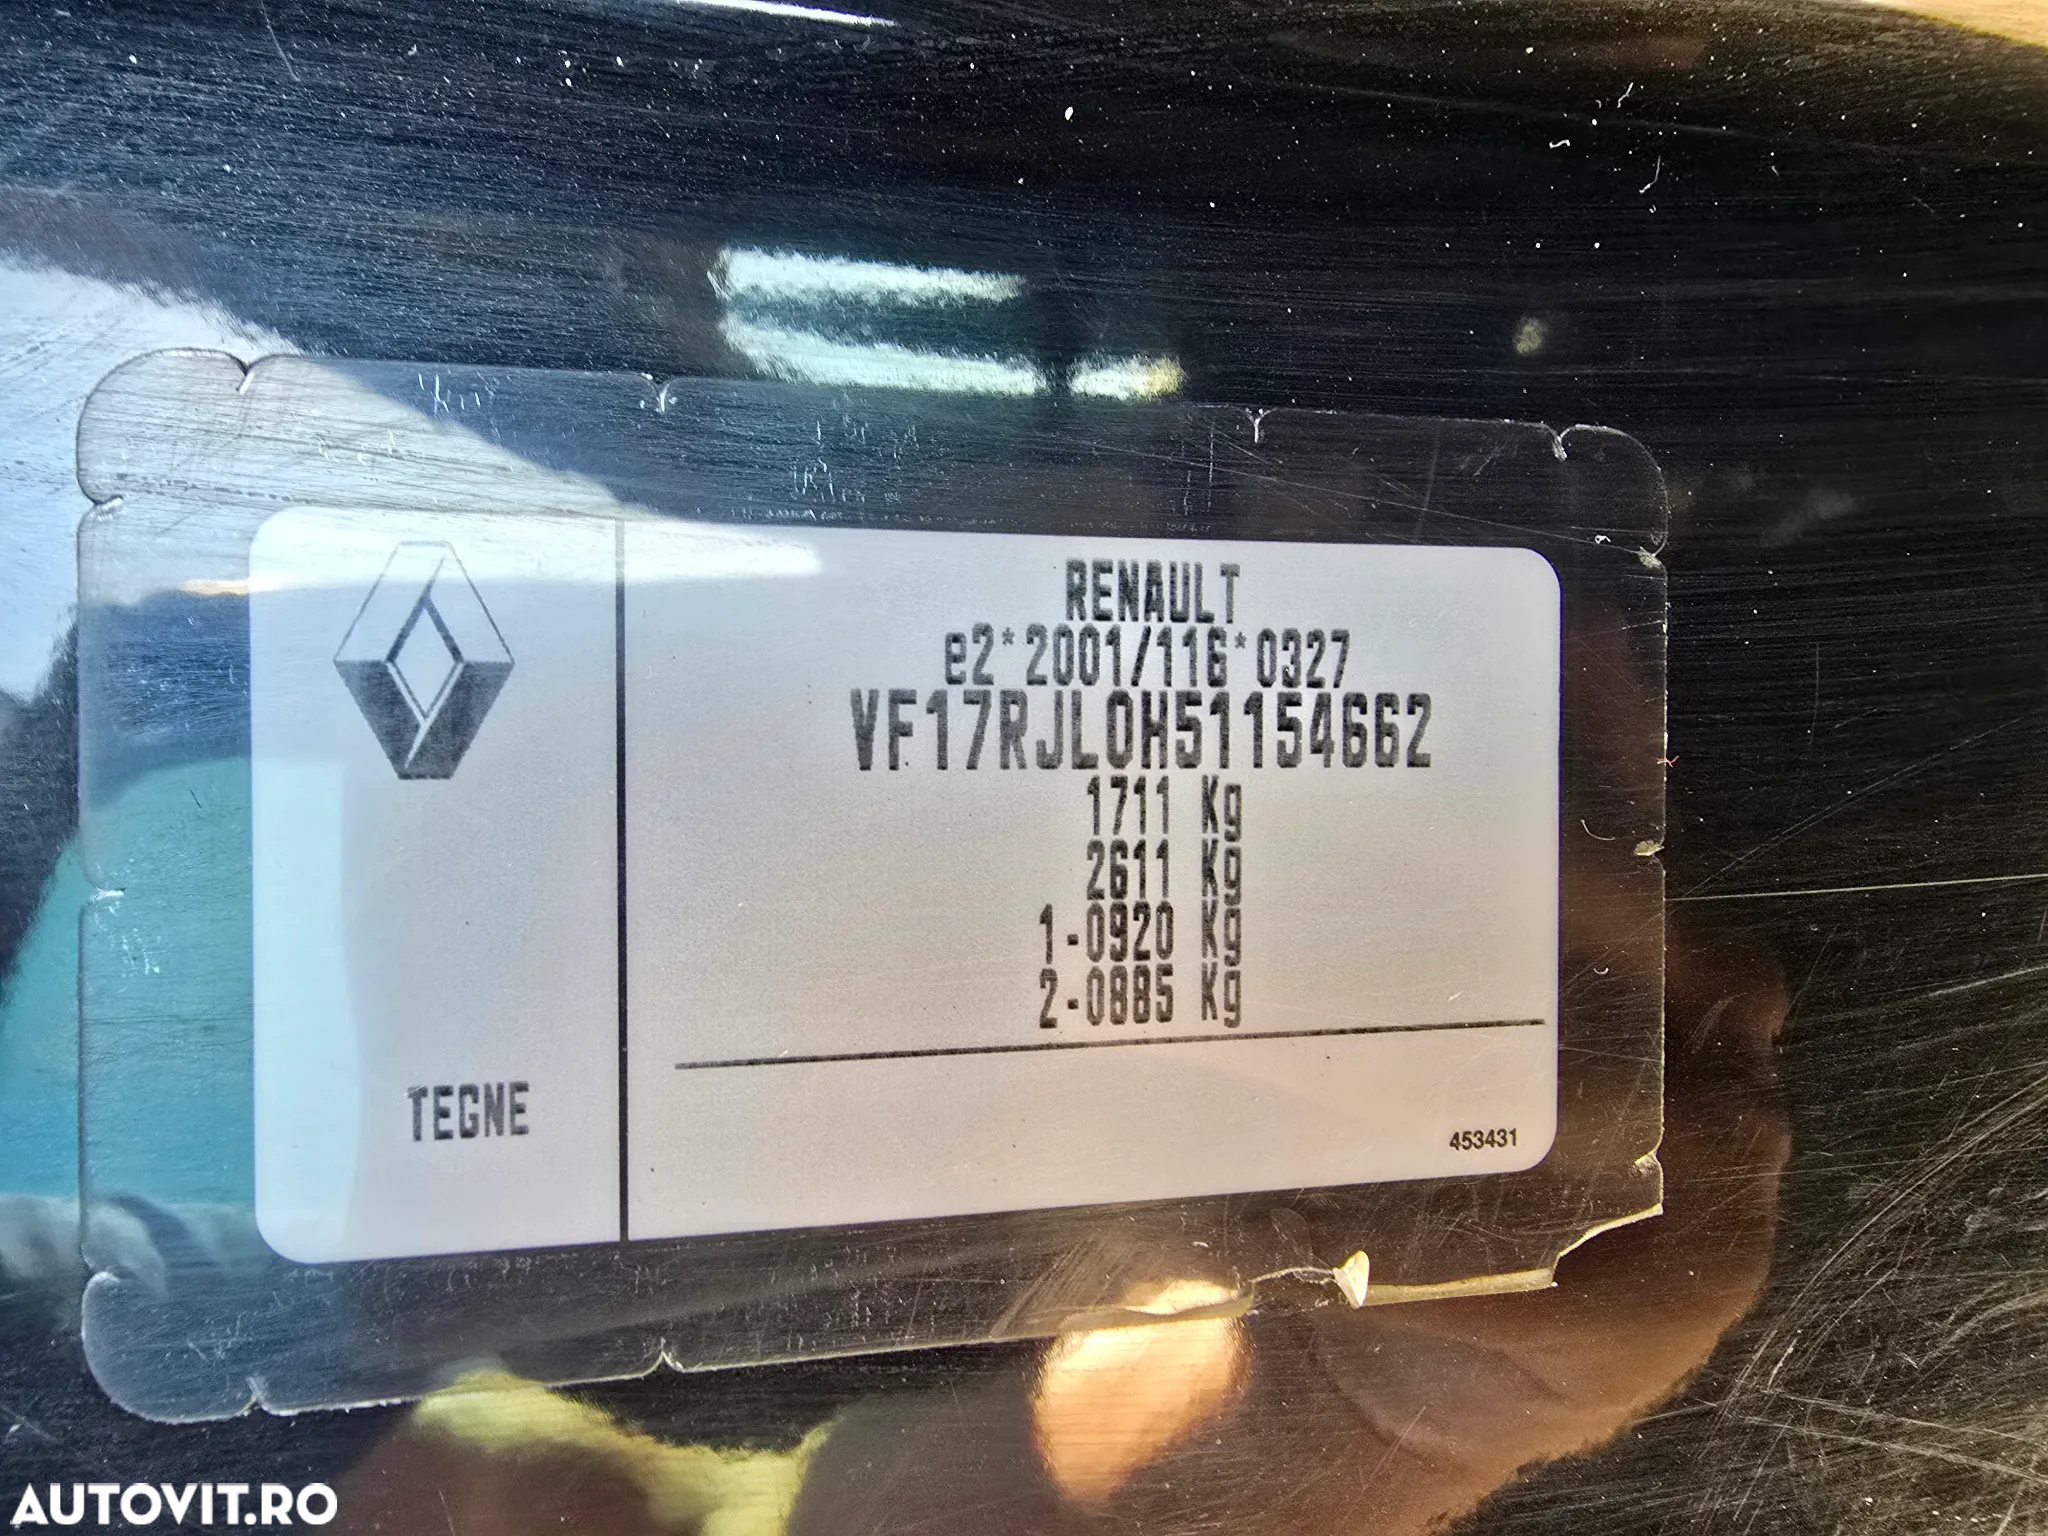 RENAULT
e2*2001/116*0327
VF17RJL0H51154662
1711 Kg
2611 Kg
1-0920 Kg
2-0885 Kg
TEGNE
453431
AUTOVIT.RO